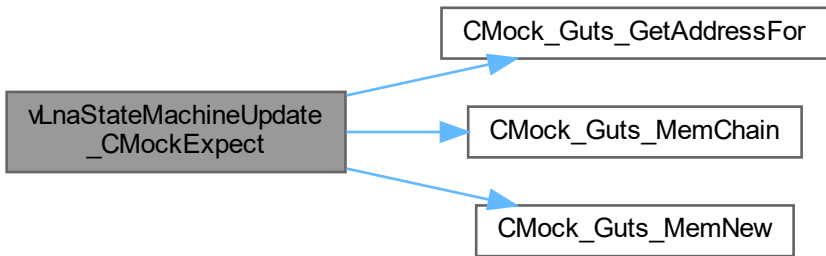 vLnaStateMachineUpdate
_CMockExpect
CMock_Guts_GetAddressFor
CMock_Guts_MemChain
CMock_Guts_MemNew